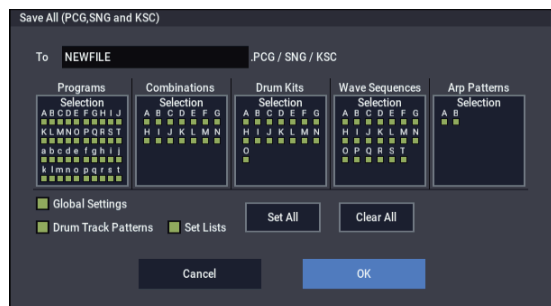 Save All (PCG,SNG and KSC)
To NEWFILE .PCG / SNG / KSC
Programs Combinations Drum Kits Wave Sequences Arp Patterns
Selection Selection Selection Selection Selection
A B C D E F G H I J A B C D E F G A B C D E F G A B C D E F G A B
K L M N O P Q R S T H I J K L M N H I J K L M N H I J K L M N
a b c d e f g h i j O O P Q R S T
k l m n o p q r s t
Global Settings
Drum Track Patterns Set Lists Set All Clear All
Cancel OK